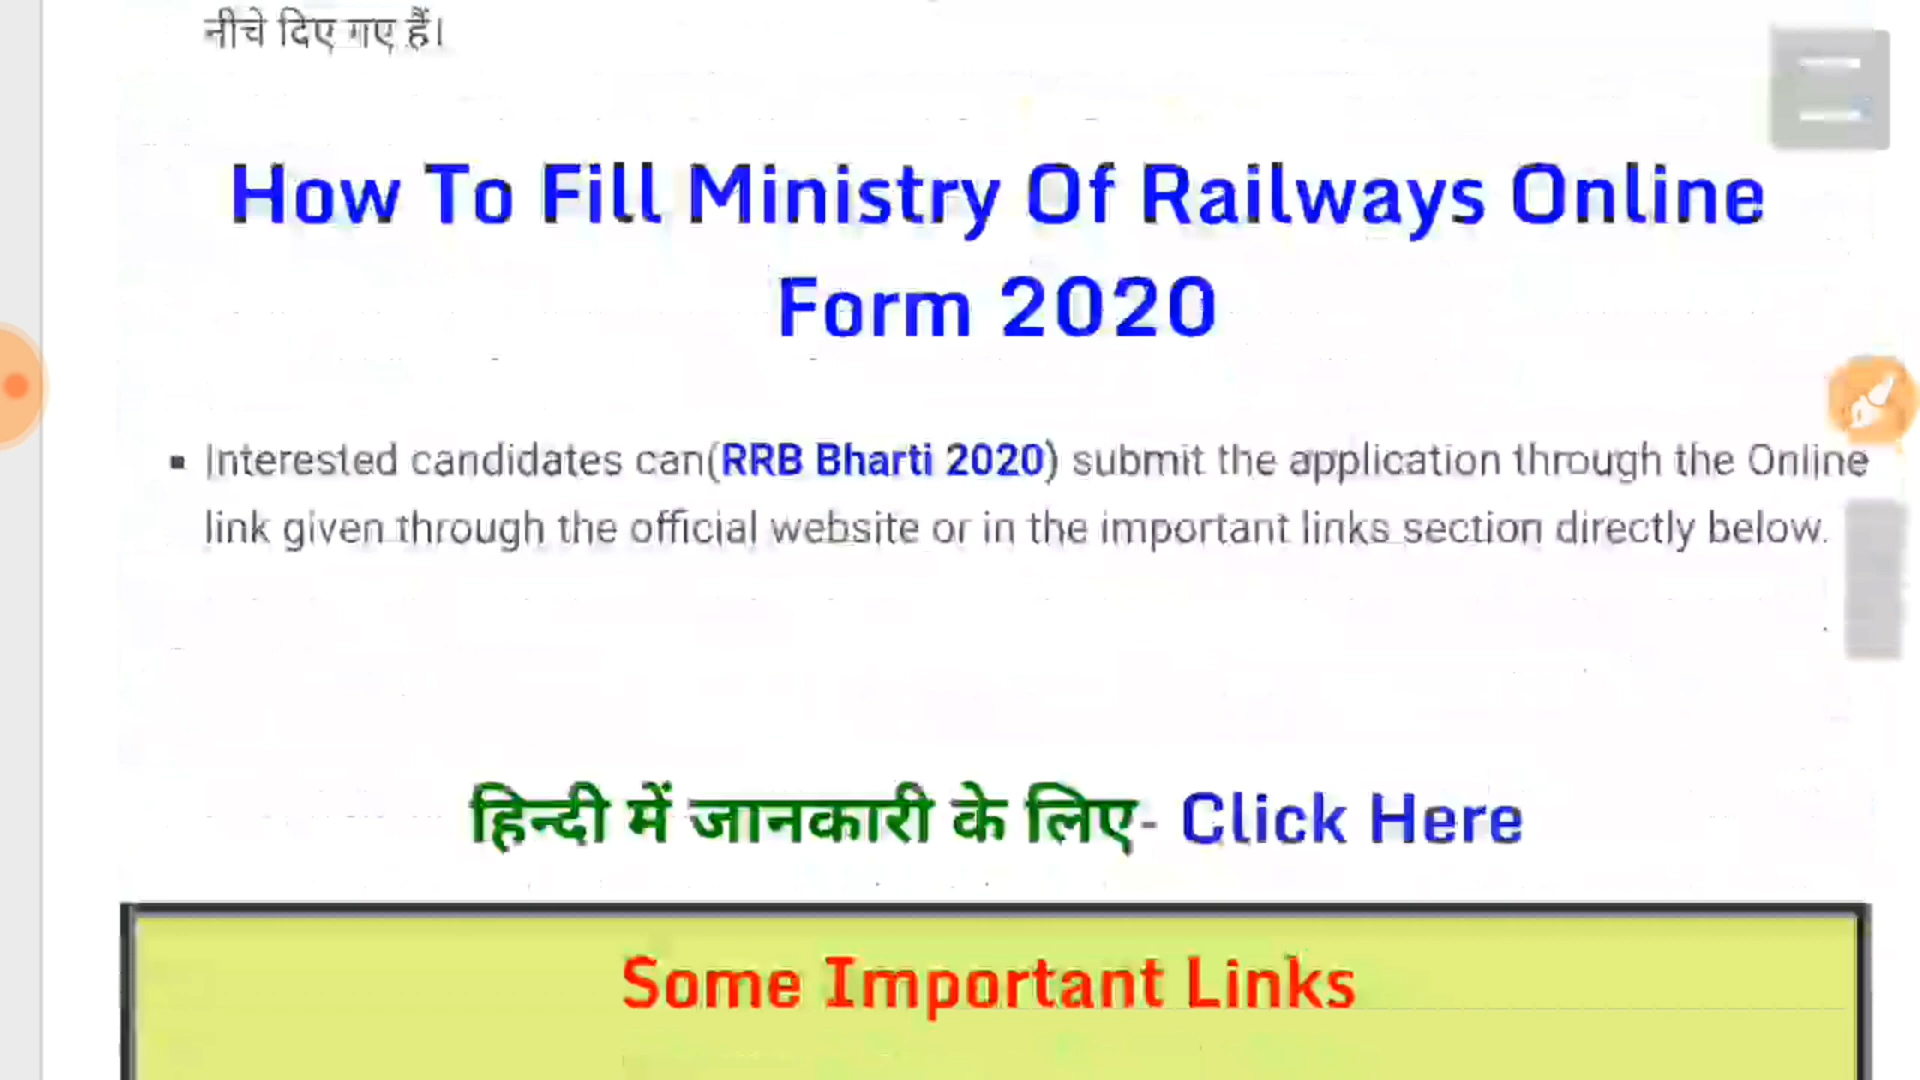 नीचे दिए गए हैं।
How To Fill Ministry Of Railways Online
Form 2020
▪ Interested candidates can(RRB Bharti 2020) submit the application through the Online
link given through the official website or in the important links section directly below.
हिन्दी में जानकारी के लिए- Click Here
Some Important Links